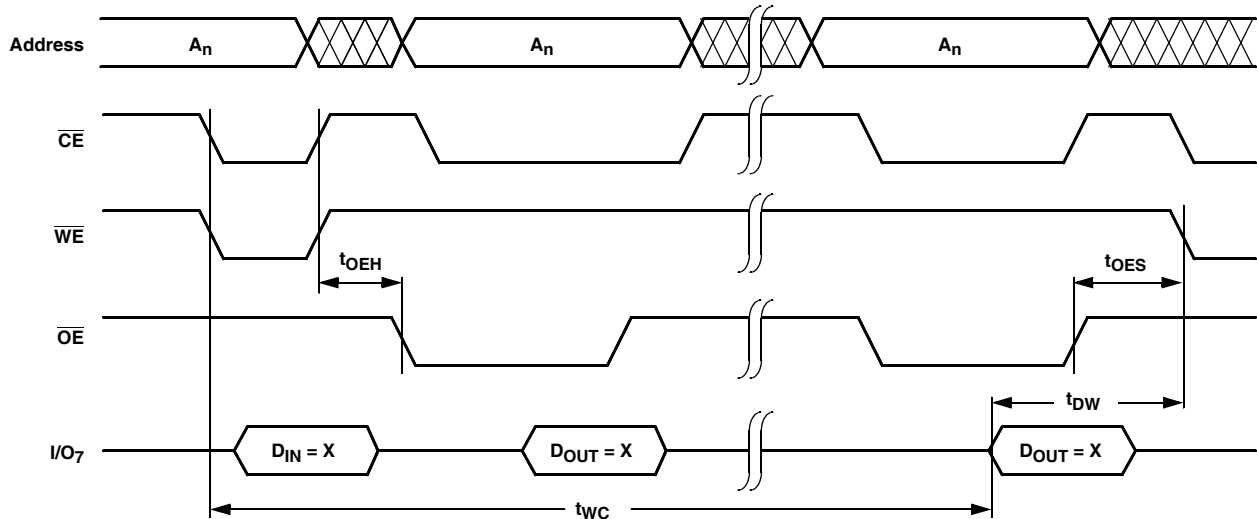 Address Aₙ Aₙ Aₙ
C̅E̅
W̅E̅
tOEH tOES
O̅E̅
tDW
I/O₇ DIN = X DOUT = X DOUT = X
tWC